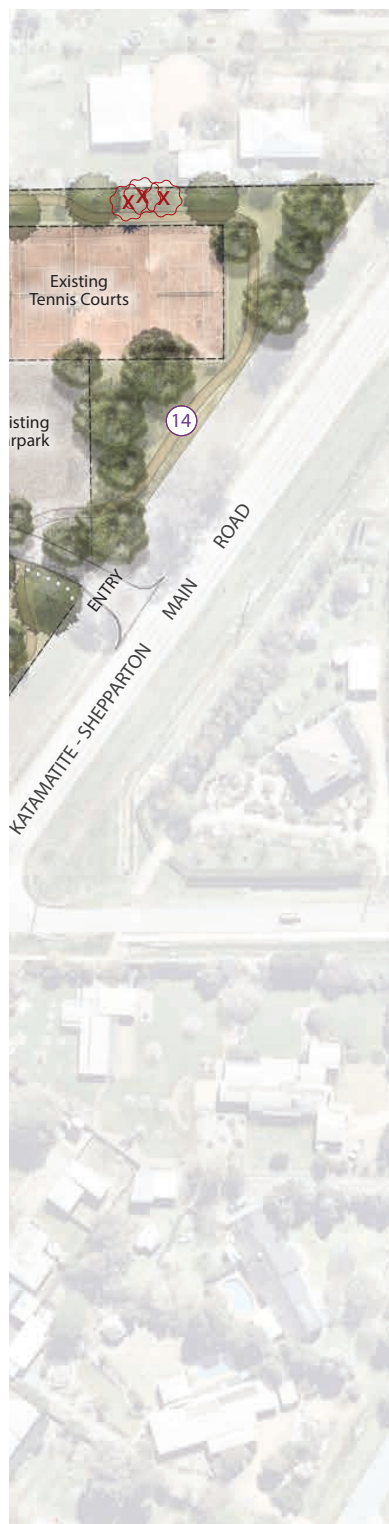 X X X
Existing
Tennis Courts
14
isting
rpark
ENTRY
KATAMATITE - SHEPPARTON MAIN ROAD